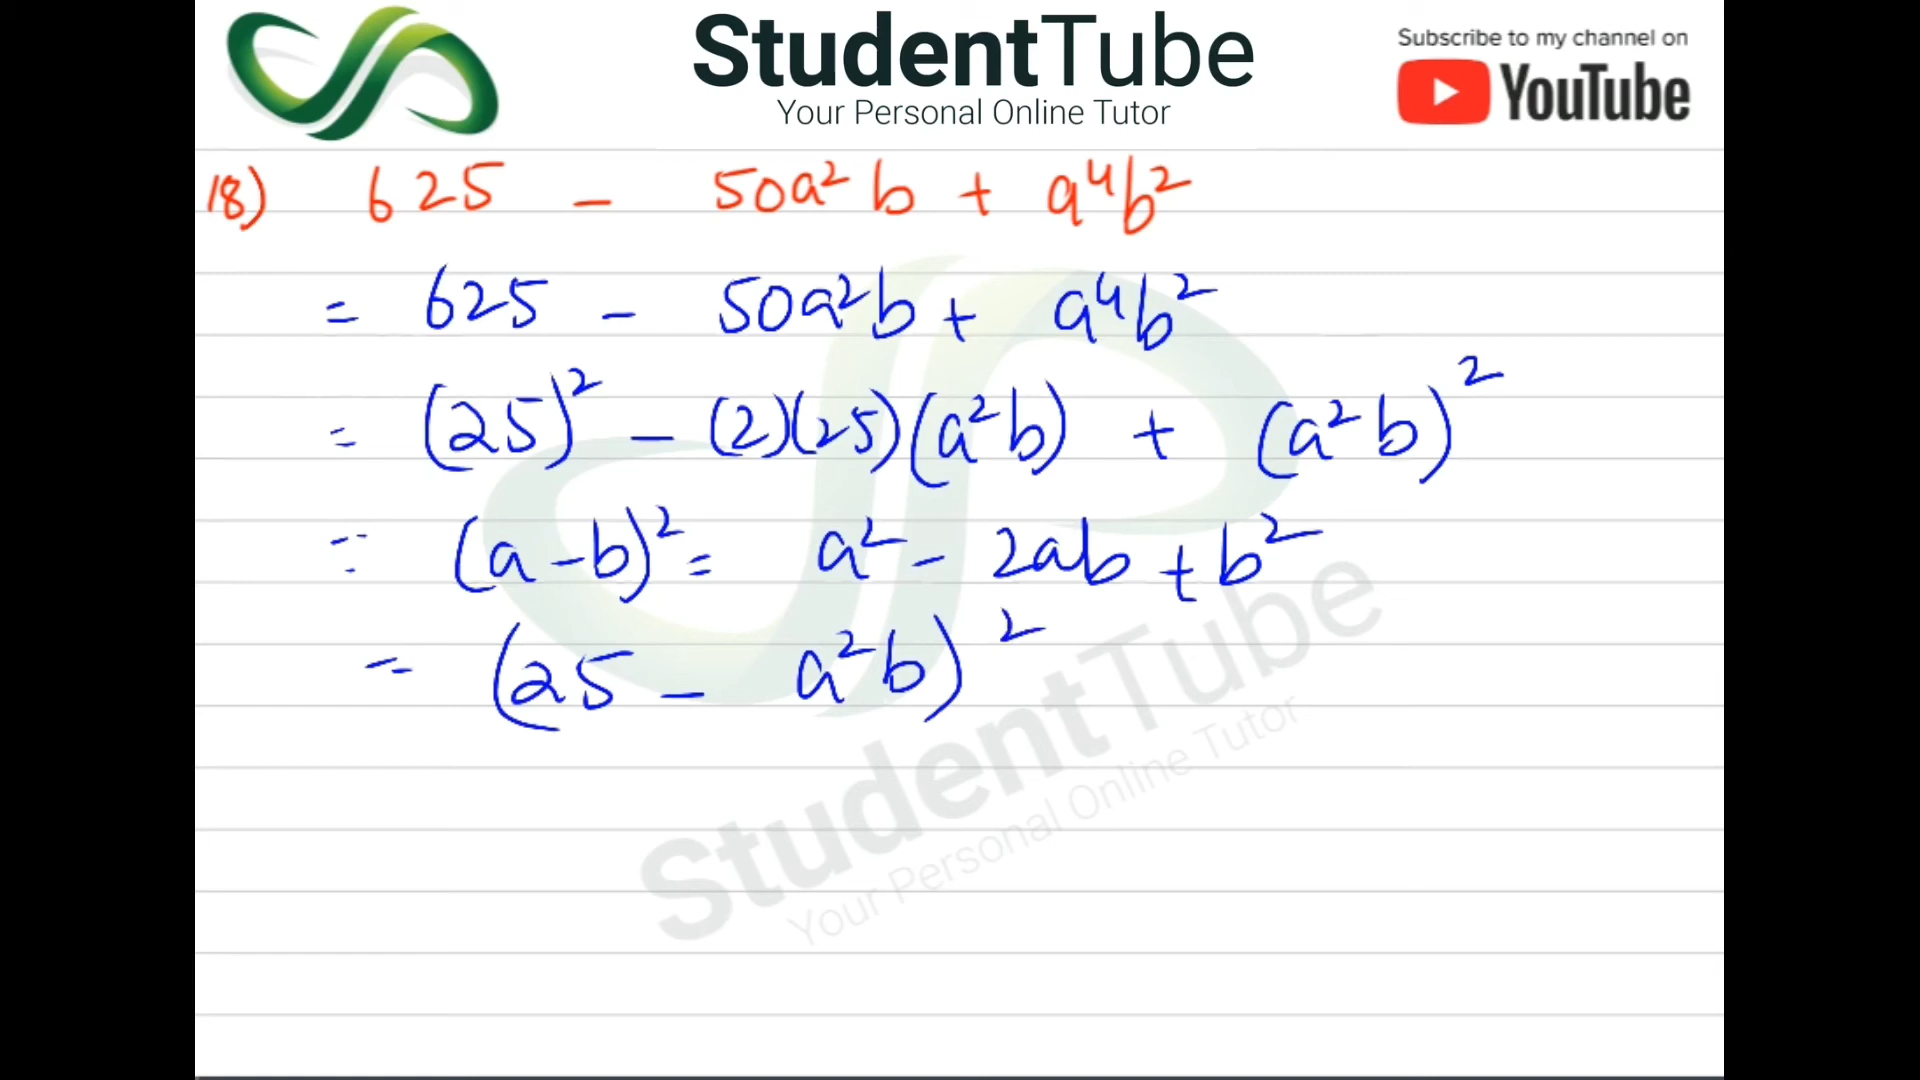 StudentTube
Your Personal Online Tutor
Subscribe to my channel on
YouTube
18) 625 - 50a²b + a⁴b²
= 625 - 50a²b + a⁴b²
= (25)² - (2)(25)(a²b) + (a²b)²
∵ (a-b)² = a² - 2ab + b²
= (25 - a²b)²
StudentTube
Your Personal Online Tutor